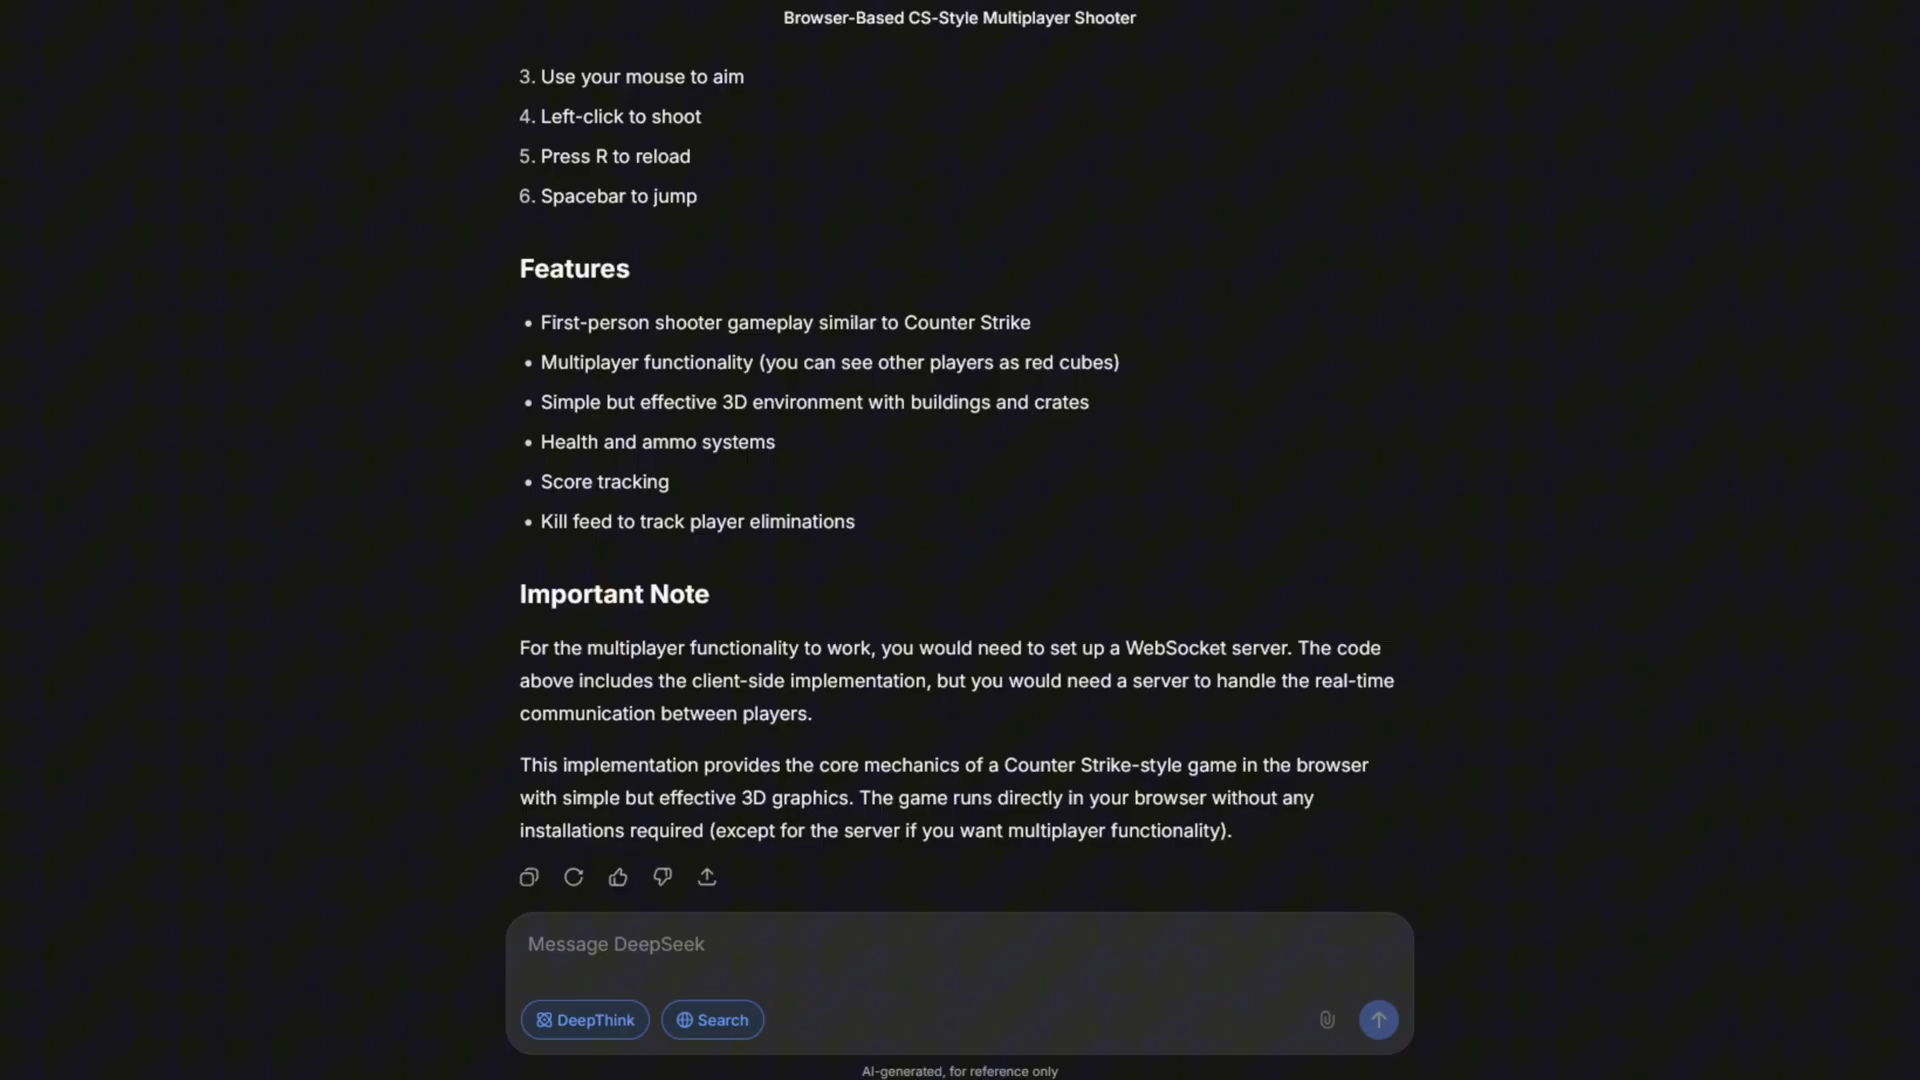 Browser-Based CS-Style Multiplayer Shooter
3. Use your mouse to aim
4. Left-click to shoot
5. Press R to reload
6. Spacebar to jump
Features
• First-person shooter gameplay similar to Counter Strike
• Multiplayer functionality (you can see other players as red cubes)
• Simple but effective 3D environment with buildings and crates
• Health and ammo systems
• Score tracking
• Kill feed to track player eliminations
Important Note
For the multiplayer functionality to work, you would need to set up a WebSocket server. The code
above includes the client-side implementation, but you would need a server to handle the real-time
communication between players.
This implementation provides the core mechanics of a Counter Strike-style game in the browser
with simple but effective 3D graphics. The game runs directly in your browser without any
installations required (except for the server if you want multiplayer functionality).
Message DeepSeek
DeepThink
Search
AI-generated, for reference only